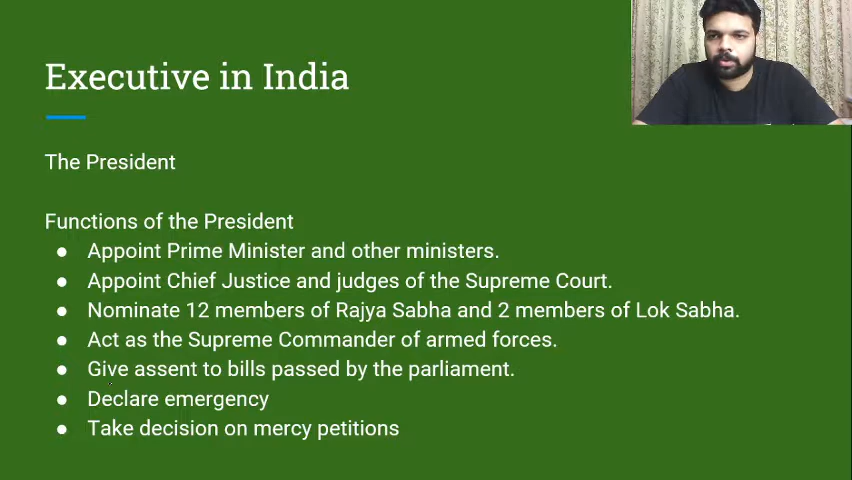 Executive in India
The President
Functions of the President
● Appoint Prime Minister and other ministers.
● Appoint Chief Justice and judges of the Supreme Court.
● Nominate 12 members of Rajya Sabha and 2 members of Lok Sabha.
● Act as the Supreme Commander of armed forces.
● Give assent to bills passed by the parliament.
● Declare emergency
● Take decision on mercy petitions